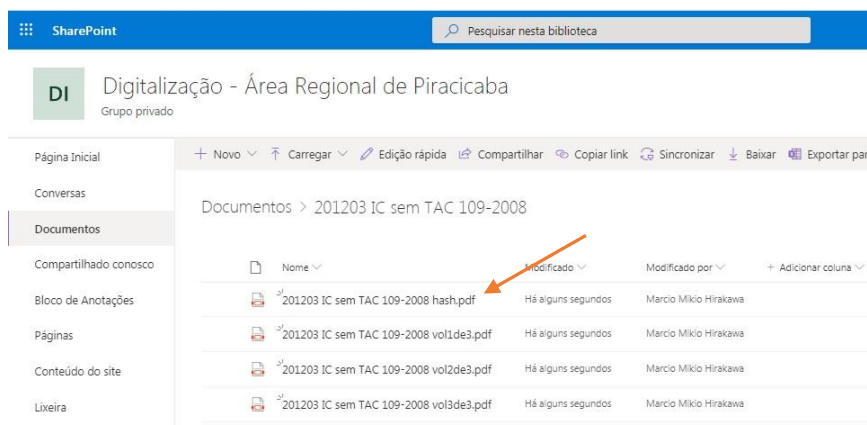 SharePoint
Pesquisar nesta biblioteca
DI
Digitalização - Área Regional de Piracicaba
Grupo privado
Página Inicial
Conversas
Documentos
Compartilhado conosco
Bloco de Anotações
Páginas
Conteúdo do site
Lixeira
+ Novo Carregar Edição rápida Compartilhar Copiar link Sincronizar Baixar Exportar par
Documentos > 201203 IC sem TAC 109-2008
Nome Modificado Modificado por + Adicionar coluna
201203 IC sem TAC 109-2008 hash.pdf Há alguns segundos Marcio Mikio Hirakawa
201203 IC sem TAC 109-2008 vol1de3.pdf Há alguns segundos Marcio Mikio Hirakawa
201203 IC sem TAC 109-2008 vol2de3.pdf Há alguns segundos Marcio Mikio Hirakawa
201203 IC sem TAC 109-2008 vol3de3.pdf Há alguns segundos Marcio Mikio Hirakawa